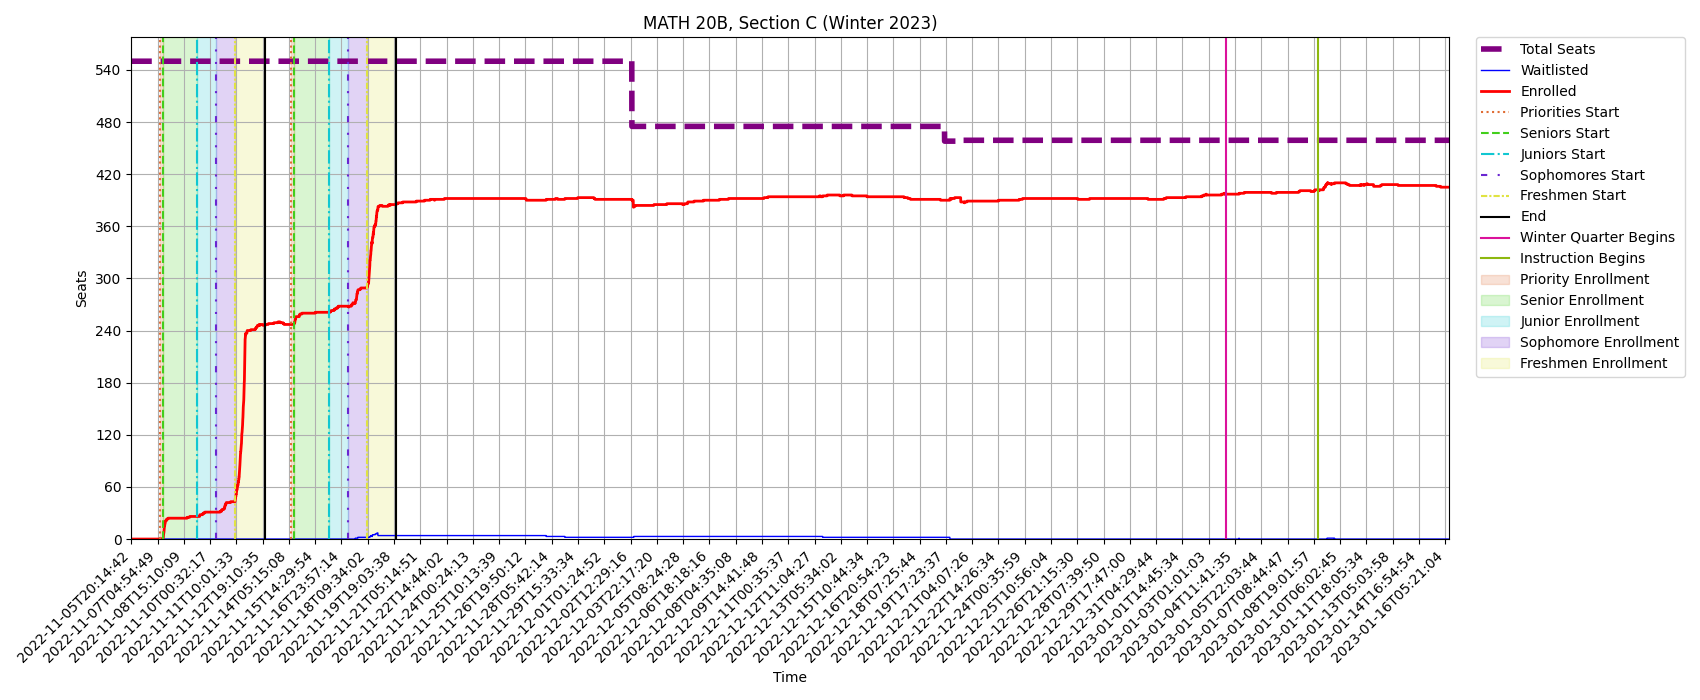 MATH 20B, Section C (Winter 2023)
Seats
540
480
420
360
300
240
180
120
60
0
2022-11-05T20:14:42
2022-11-07T04:54:49
2022-11-08T15:10:09
2022-11-10T00:32:17
2022-11-11T10:01:33
2022-11-12T19:10:35
2022-11-14T05:15:08
2022-11-15T14:29:54
2022-11-16T23:57:14
2022-11-18T09:34:02
2022-11-19T19:03:38
2022-11-21T05:14:51
2022-11-22T14:44:02
2022-11-24T00:24:13
2022-11-25T10:13:39
2022-11-26T19:50:12
2022-11-28T05:42:14
2022-11-29T15:33:34
2022-12-01T01:24:52
2022-12-02T12:29:16
2022-12-03T22:17:20
2022-12-05T08:24:28
2022-12-06T18:18:16
2022-12-08T04:35:08
2022-12-09T14:41:48
2022-12-11T00:35:37
2022-12-12T11:04:27
2022-12-13T05:34:02
2022-12-15T10:44:34
2022-12-16T20:54:23
2022-12-18T07:25:44
2022-12-19T17:23:37
2022-12-21T04:07:26
2022-12-22T14:26:34
2022-12-24T00:35:59
2022-12-25T10:56:04
2022-12-26T21:15:30
2022-12-28T07:39:50
2022-12-29T17:47:00
2022-12-31T04:29:44
2023-01-01T14:45:34
2023-01-03T01:01:03
2023-01-04T11:41:35
2023-01-05T22:03:44
2023-01-07T08:44:47
2023-01-08T19:01:57
2023-01-10T06:02:45
2023-01-11T18:05:34
2023-01-13T05:03:58
2023-01-14T16:54:54
2023-01-16T05:21:04
Time
Total Seats
Waitlisted
Enrolled
Priorities Start
Seniors Start
Juniors Start
Sophomores Start
Freshmen Start
End
Winter Quarter Begins
Instruction Begins
Priority Enrollment
Senior Enrollment
Junior Enrollment
Sophomore Enrollment
Freshmen Enrollment